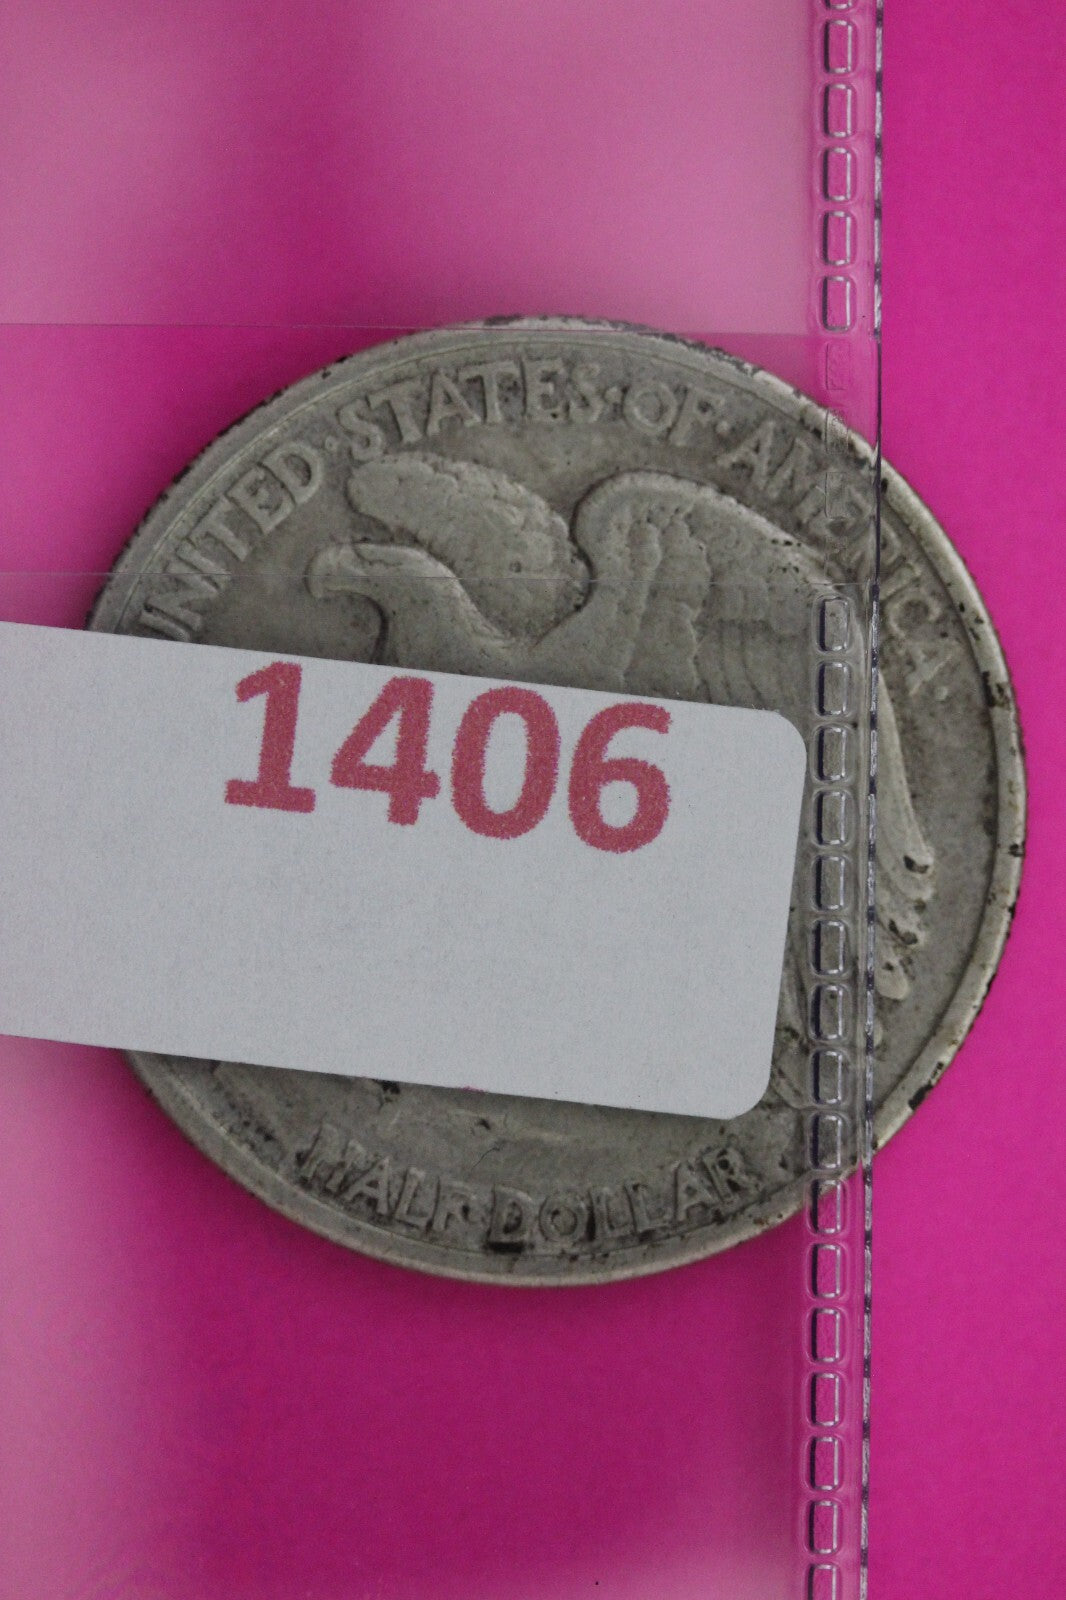 UNITED·STATES·OF·AMERICA·
1406
HALF DOLLAR